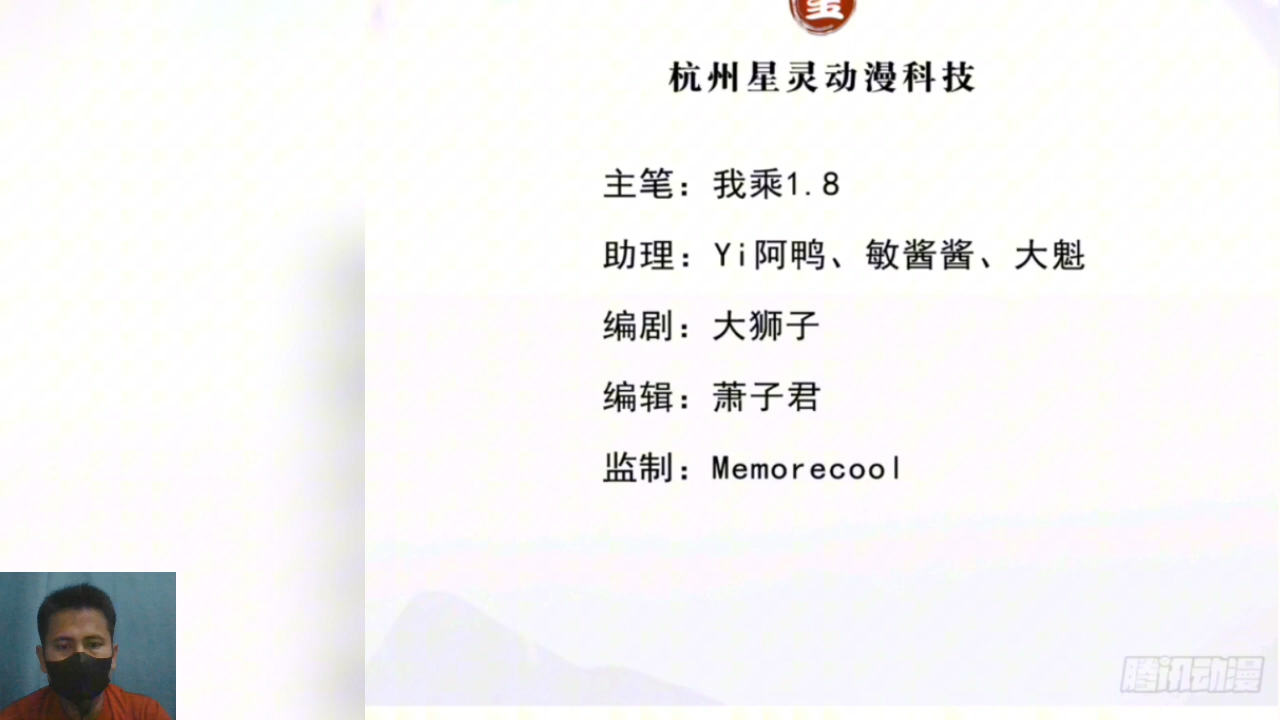 杭州星灵动漫科技
主笔：我乘1.8
助理：Yi阿鸭、敏酱酱、大魁
编剧：大狮子
编辑：萧子君
监制：Memorecool
腾讯动漫